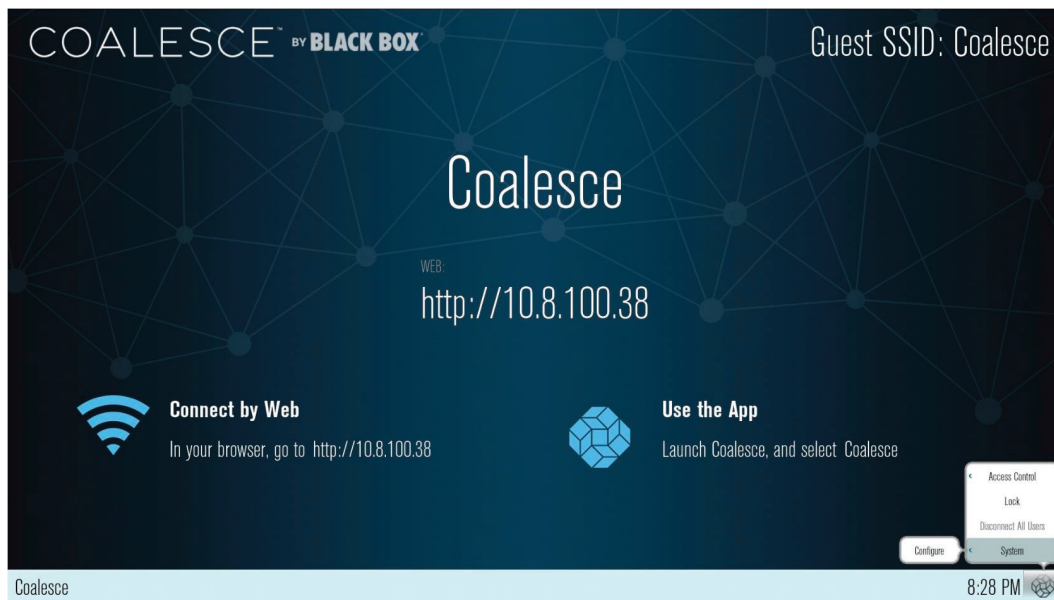 COALESCE™ BY BLACK BOX
Guest SSID: Coalesce
Coalesce
WEB:
http://10.8.100.38
Connect by Web
In your browser, go to http://10.8.100.38
Use the App
Launch Coalesce, and select Coalesce
Access Control
Lock
Disconnect All Users
Configure
System
Coalesce
8:28 PM